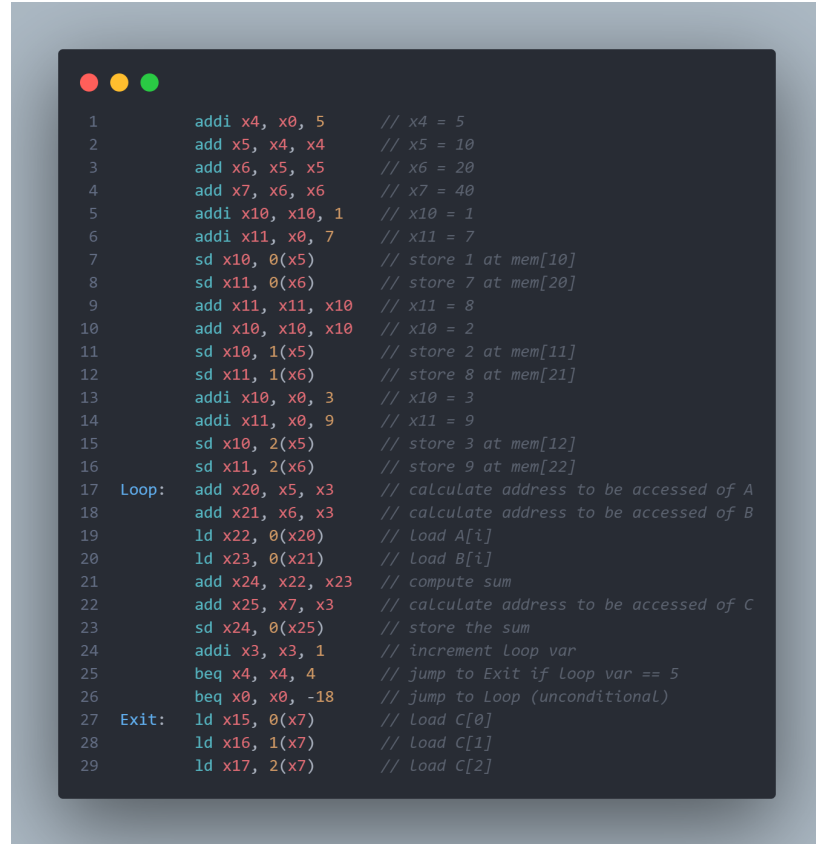 1 addi x4, x0, 5 // x4 = 5
2 add x5, x4, x4 // x5 = 10
3 add x6, x5, x5 // x6 = 20
4 add x7, x6, x6 // x7 = 40
5 addi x10, x10, 1 // x10 = 1
6 addi x11, x0, 7 // x11 = 7
7 sd x10, 0(x5) // store 1 at mem[10]
8 sd x11, 0(x6) // store 7 at mem[20]
9 add x11, x11, x10 // x11 = 8
10 add x10, x10, x10 // x10 = 2
11 sd x10, 1(x5) // store 2 at mem[11]
12 sd x11, 1(x6) // store 8 at mem[21]
13 addi x10, x0, 3 // x10 = 3
14 addi x11, x0, 9 // x11 = 9
15 sd x10, 2(x5) // store 3 at mem[12]
16 sd x11, 2(x6) // store 9 at mem[22]
17 Loop: add x20, x5, x3 // calculate address to be accessed of A
18 add x21, x6, x3 // calculate address to be accessed of B
19 ld x22, 0(x20) // load A[i]
20 ld x23, 0(x21) // load B[i]
21 add x24, x22, x23 // compute sum
22 add x25, x7, x3 // calculate address to be accessed of C
23 sd x24, 0(x25) // store the sum
24 addi x3, x3, 1 // increment loop var
25 beq x4, x4, 4 // jump to Exit if loop var == 5
26 beq x0, x0, -18 // jump to Loop (unconditional)
27 Exit: ld x15, 0(x7) // load C[0]
28 ld x16, 1(x7) // load C[1]
29 ld x17, 2(x7) // load C[2]